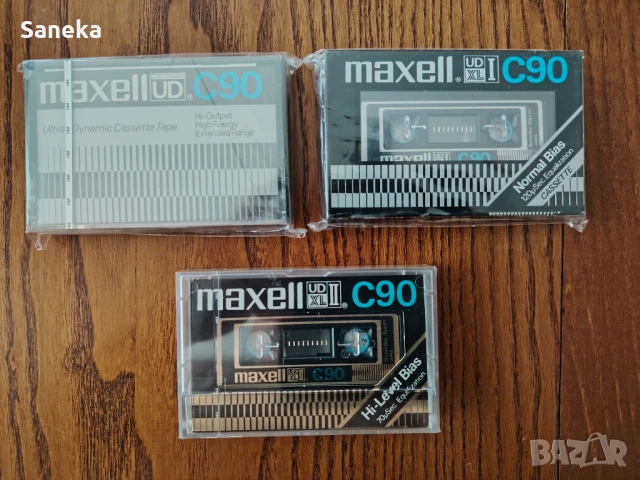 Saneka
maxell UD C90
Ultra Dynamic Cassette Tape
Hi-Output
High Energy
Extended Range
maxell UD XL I C90
maxell C90
Normal Bias
120μSec. Equalization
CASSETTE
maxell UD XL II C90
maxell C90
Hi-Level Bias
70μSec. Equalization
BAZAR